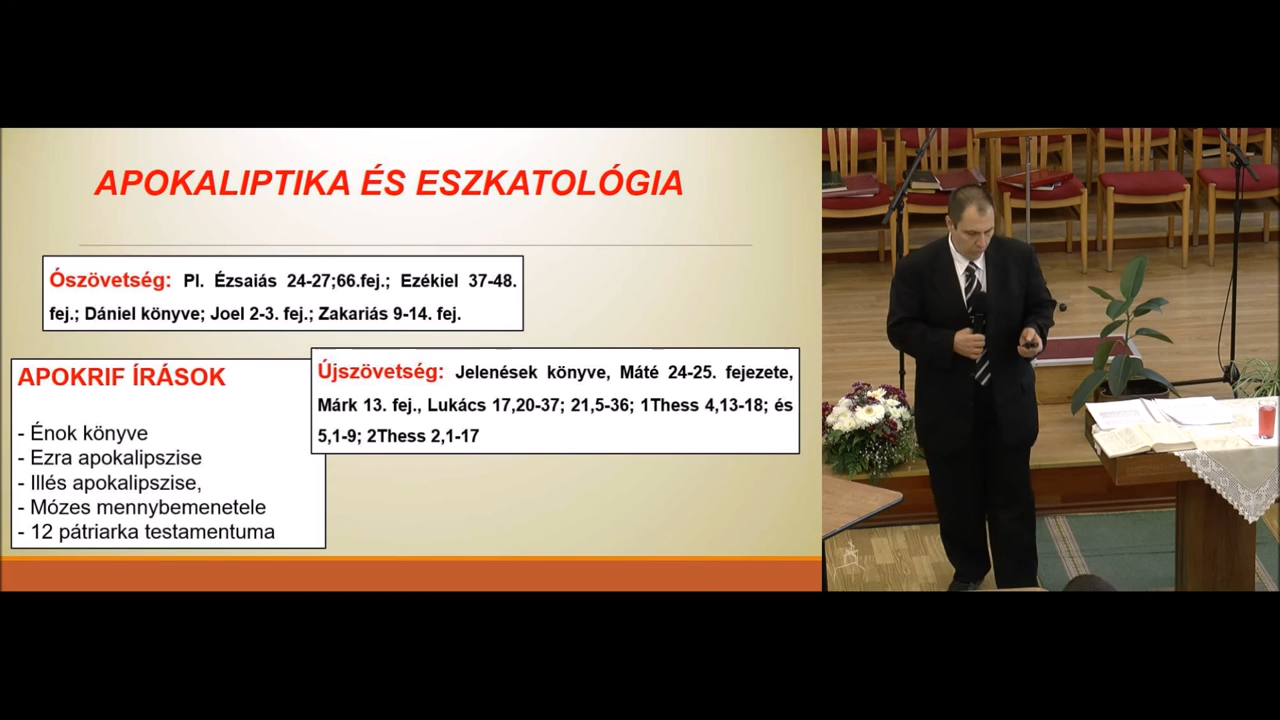 APOKALIPTIKA ÉS ESZKATOLÓGIA
Ószövetség: Pl. Ézsaiás 24-27;66.fej.; Ezékiel 37-48.
fej.; Dániel könyve; Joel 2-3. fej.; Zakariás 9-14. fej.
APOKRIF ÍRÁSOK
- Énok könyve
- Ezra apokalipszise
- Illés apokalipszise,
- Mózes mennybemenetele
- 12 pátriarka testamentuma
Újszövetség: Jelenések könyve, Máté 24-25. fejezete,
Márk 13. fej., Lukács 17,20-37; 21,5-36; 1Thess 4,13-18; és
5,1-9; 2Thess 2,1-17